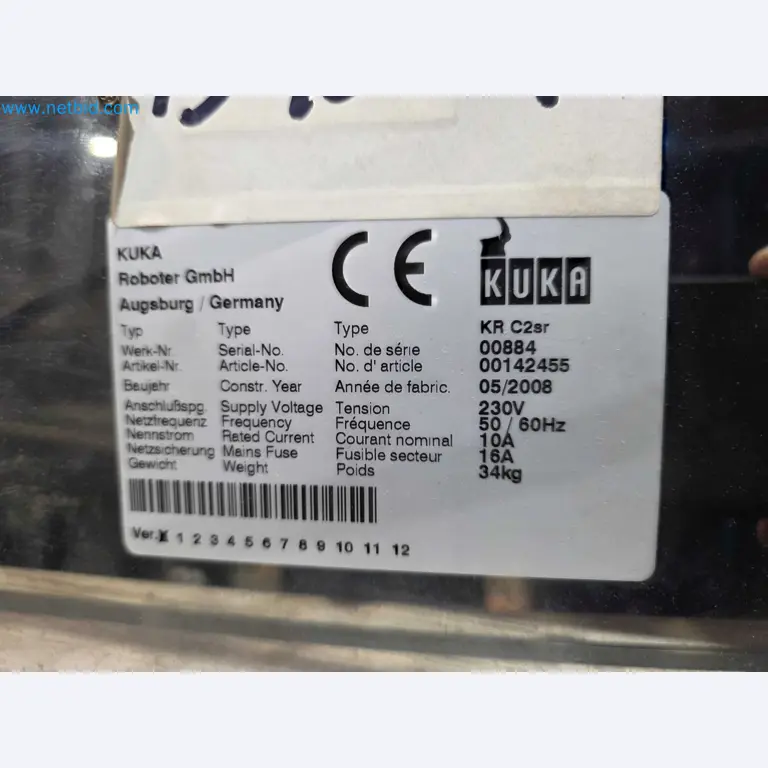 www.netbid.com
KUKA
Roboter GmbH
Augsburg / Germany
CE
KUKA
Typ Type Type KR C2sr
Werk-Nr. Serial-No. No. de série 00884
Artikel-Nr. Article-No. No. d' article 00142455
Baujahr Constr. Year Année de fabric. 05/2008
Anschlußspg. Supply Voltage Tension 230V
Netzfrequenz Frequency Fréquence 50 / 60Hz
Nennstrom Rated Current Courant nominal 10A
Netzsicherung Mains Fuse Fusible secteur 16A
Gewicht Weight Poids 34kg
Ver. 1 2 3 4 5 6 7 8 9 10 11 12